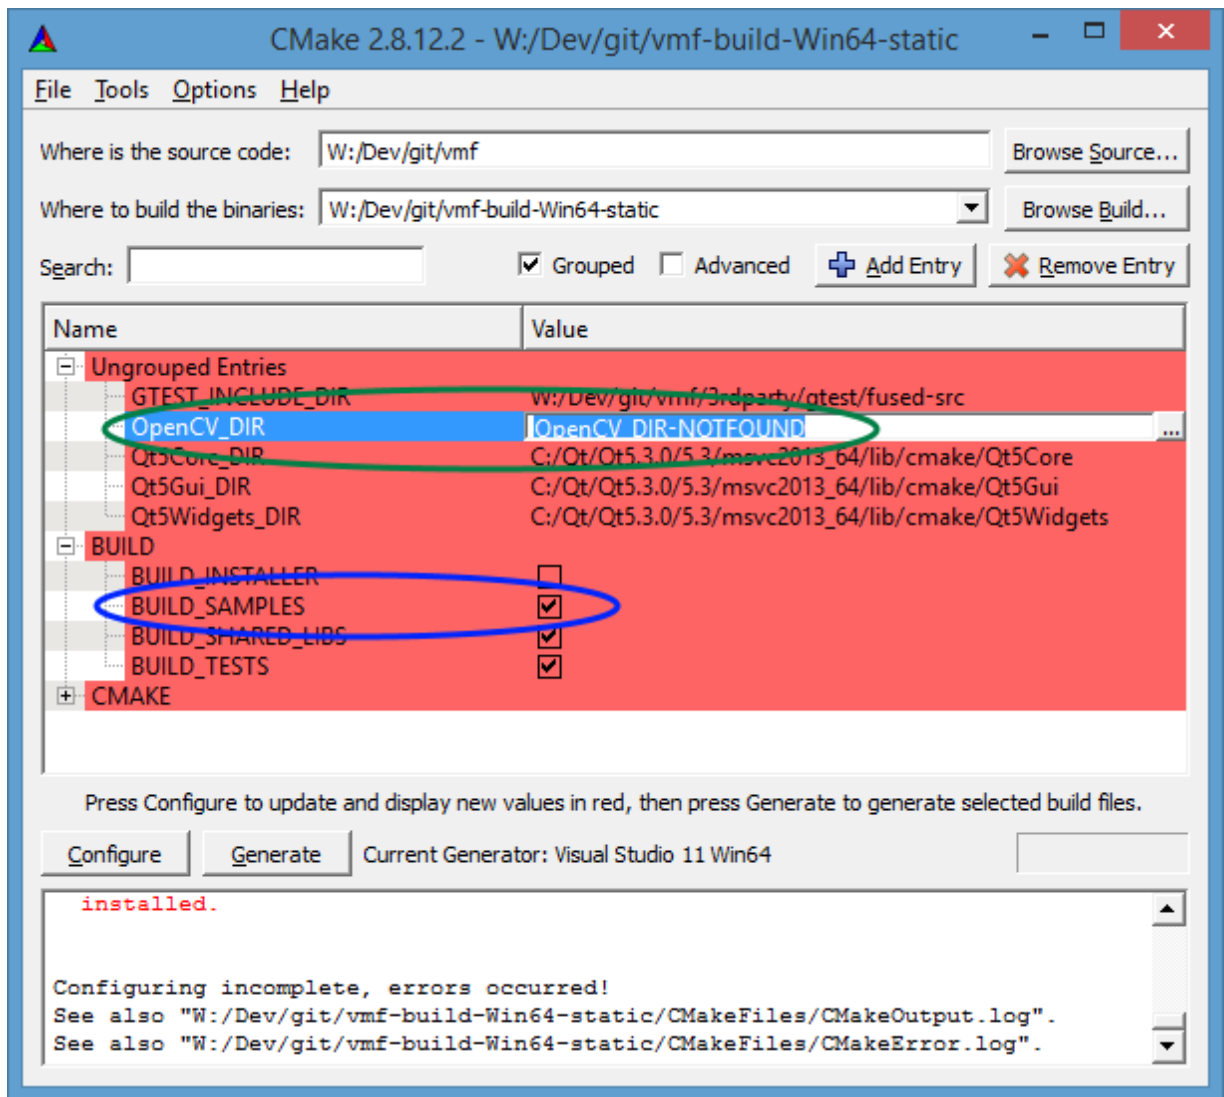 CMake 2.8.12.2 - W:/Dev/git/vmf-build-Win64-static
File Tools Options Help
Where is the source code: W:/Dev/git/vmf Browse Source...
Where to build the binaries: W:/Dev/git/vmf-build-Win64-static Browse Build...
Search: Grouped Advanced Add Entry Remove Entry
Name Value
Ungrouped Entries
GTEST_INCLUDE_DIR W:/Dev/git/vmf/3rdparty/gtest/fused-src
OpenCV_DIR OpenCV_DIR-NOTFOUND ...
Qt5Core_DIR C:/Qt/Qt5.3.0/5.3/msvc2013_64/lib/cmake/Qt5Core
Qt5Gui_DIR C:/Qt/Qt5.3.0/5.3/msvc2013_64/lib/cmake/Qt5Gui
Qt5Widgets_DIR C:/Qt/Qt5.3.0/5.3/msvc2013_64/lib/cmake/Qt5Widgets
BUILD
BUILD_INSTALLER
BUILD_SAMPLES
BUILD_SHARED_LIBS
BUILD_TESTS
CMAKE
Press Configure to update and display new values in red, then press Generate to generate selected build files.
Configure Generate Current Generator: Visual Studio 11 Win64
installed.
Configuring incomplete, errors occurred!
See also "W:/Dev/git/vmf-build-Win64-static/CMakeFiles/CMakeOutput.log".
See also "W:/Dev/git/vmf-build-Win64-static/CMakeFiles/CMakeError.log".